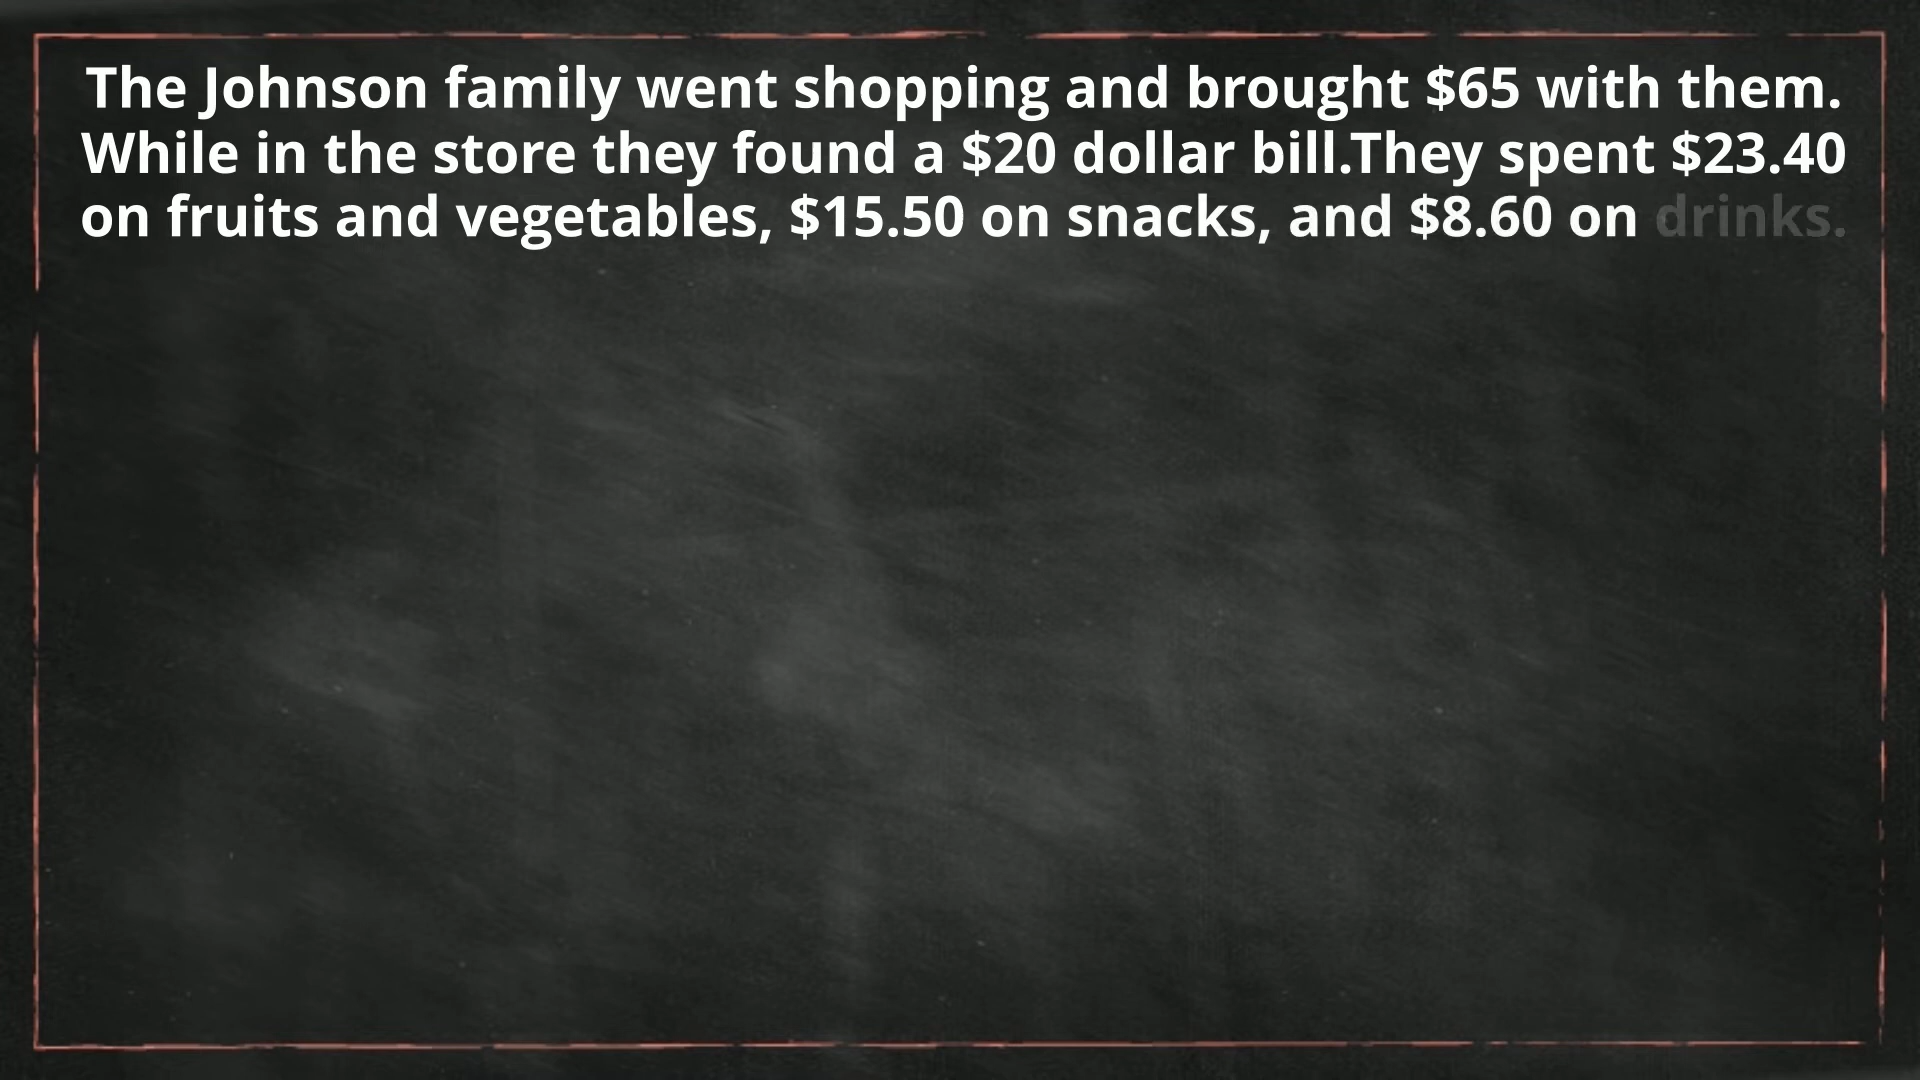 The Johnson family went shopping and brought $65 with them.
While in the store they found a $20 dollar bill.They spent $23.40
on fruits and vegetables, $15.50 on snacks, and $8.60 on drinks.